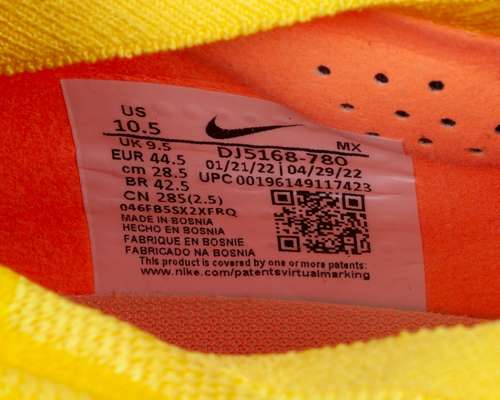 US
10.5
UK 9.5
EUR 44.5
cm 28.5
BR 42.5
CN 285(2.5)
DJ5168-780 MX
01/21/22 | 04/29/22
UPC 00196149117423
046FB5SX2XFRQ
MADE IN BOSNIA
HECHO EN BOSNIA
FABRIQUE EN BOSNIE
FABRICADO NA BOSNIA
This product is covered by one or more patents:
www.nike.com/patentsvirtualmarking